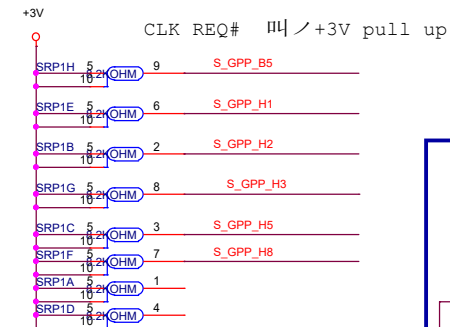 +3V
CLK REQ# 叫ノ+3V pull up
SRP1H 5 8.2K OHM 9 S_GPP_B5
10
SRP1E 5 8.2K OHM 6 S_GPP_H1
10
SRP1B 5 8.2K OHM 2 S_GPP_H2
10
SRP1G 5 8.2K OHM 8 S_GPP_H3
10
SRP1C 5 8.2K OHM 3 S_GPP_H5
10
SRP1F 5 8.2K OHM 7 S_GPP_H8
10
SRP1A 5 8.2K OHM 1
10
SRP1D 5 8.2K OHM 4
10